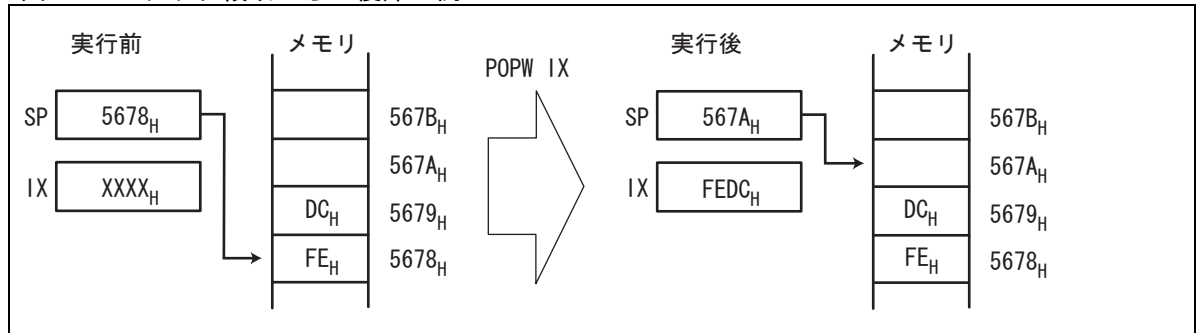 実行前 メモリ POPW IX 実行後 メモリ
SP 5678H 567BH SP 567AH 567BH
567AH 567AH
IX XXXXH IX FEDCH
DCH 5679H DCH 5679H
FEH 5678H FEH 5678H